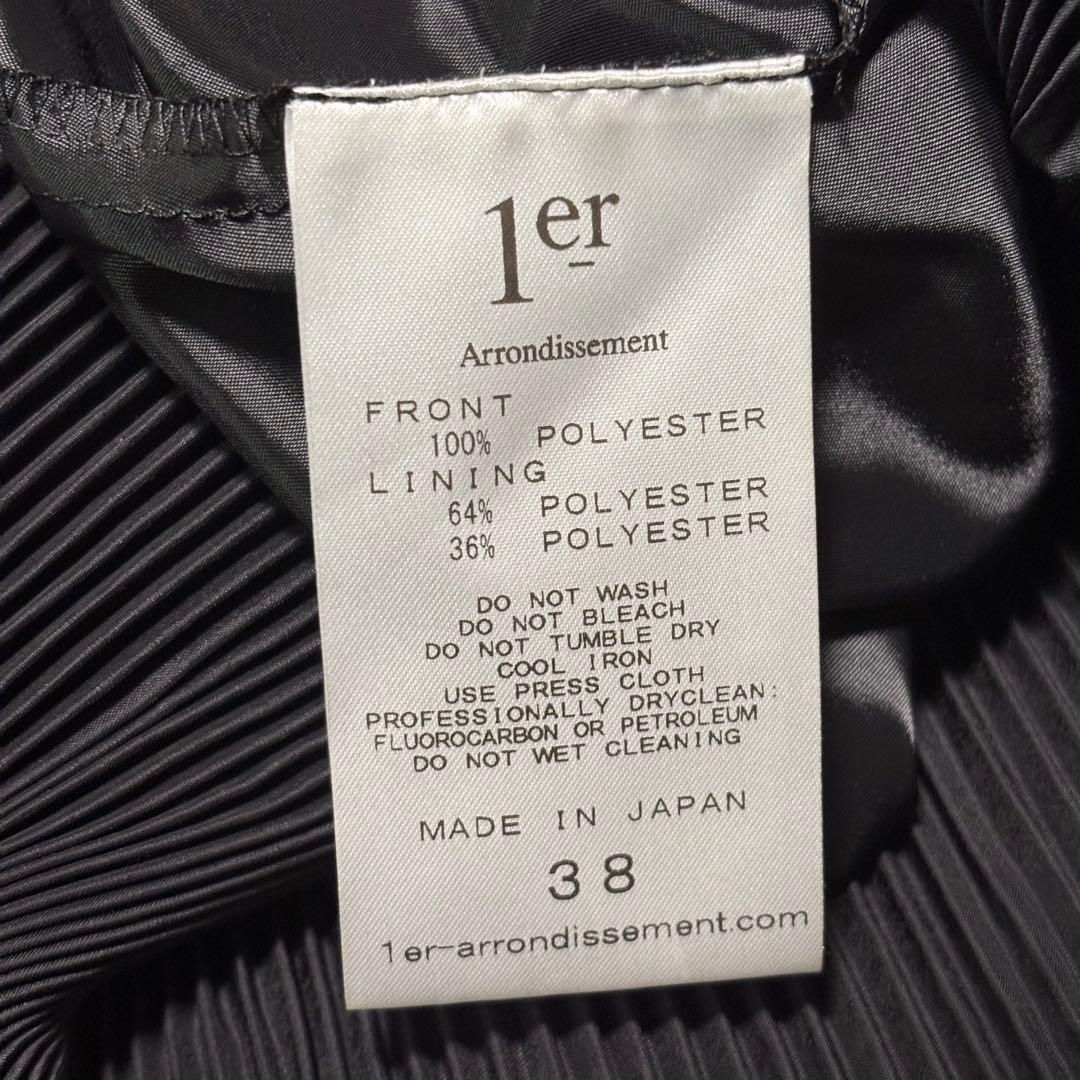 1er
Arrondissement
FRONT
100% POLYESTER
LINING
64% POLYESTER
36% POLYESTER
DO NOT WASH
DO NOT BLEACH
DO NOT TUMBLE DRY
COOL IRON
USE PRESS CLOTH
PROFESSIONALLY DRYCLEAN:
FLUOROCARBON OR PETROLEUM
DO NOT WET CLEANING
MADE IN JAPAN
38
1er-arrondissement.com